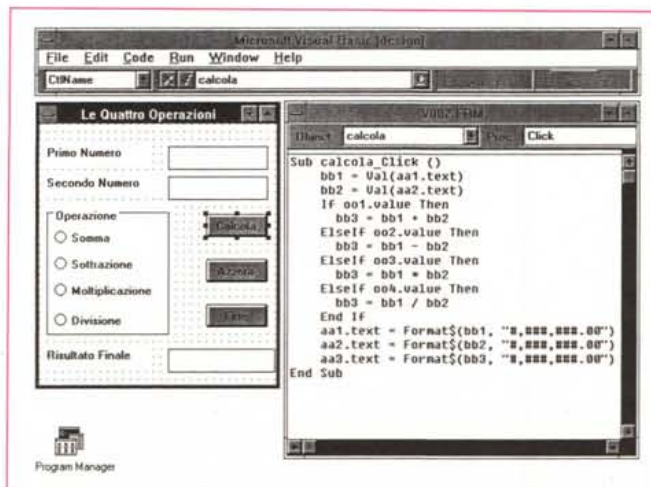 Microsoft Visual Basic [design]
File Edit Code Run Window Help
CtlName calcola
Le Quattro Operazioni
Primo Numero
Secondo Numero
Operazione
Somma
Sottrazione
Moltiplicazione
Divisione
Calcola
Azzera
Fine
Risultato Finale
V002.FRM
Object: calcola Proc: Click
Sub calcola_Click ()
bb1 = Val(aa1.text)
bb2 = Val(aa2.text)
If oo1.value Then
bb3 = bb1 + bb2
ElseIf oo2.value Then
bb3 = bb1 - bb2
ElseIf oo3.value Then
bb3 = bb1 * bb2
ElseIf oo4.value Then
bb3 = bb1 / bb2
End If
aa1.text = Format$(bb1, "#,###,###.00")
aa2.text = Format$(bb2, "#,###,###.00")
aa3.text = Format$(bb3, "#,###,###.00")
End Sub
Program Manager